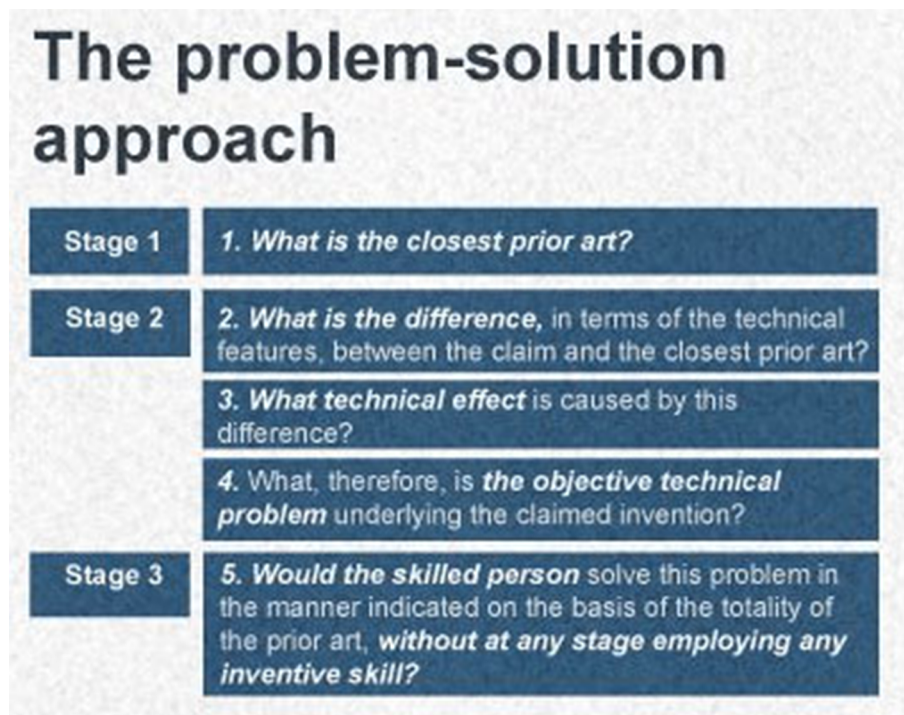 The problem-solution
approach
Stage 1
1. What is the closest prior art?
Stage 2
2. What is the difference, in terms of the technical
features, between the claim and the closest prior art?
3. What technical effect is caused by this
difference?
4. What, therefore, is the objective technical
problem underlying the claimed invention?
Stage 3
5. Would the skilled person solve this problem in
the manner indicated on the basis of the totality of
the prior art, without at any stage employing any
inventive skill?